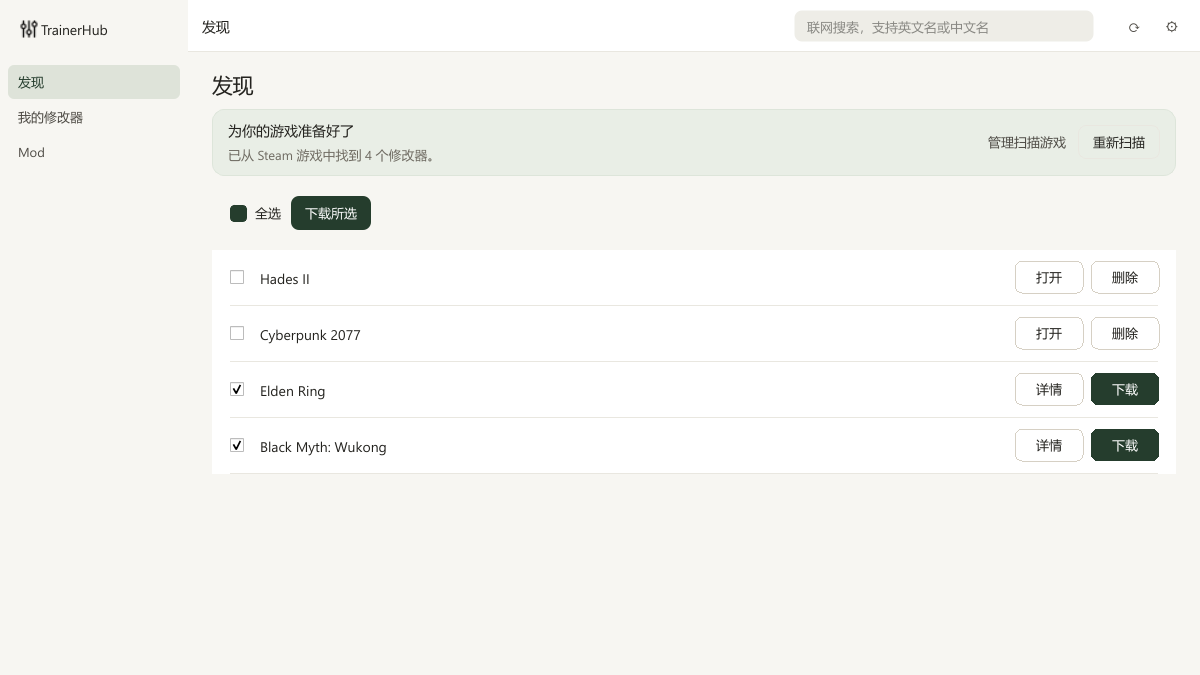 TrainerHub
发现
联网搜索，支持英文名或中文名
发现
我的修改器
Mod
发现
为你的游戏准备好了
已从 Steam 游戏中找到 4 个修改器。
管理扫描游戏
重新扫描
全选
下载所选
Hades II
打开
删除
Cyberpunk 2077
打开
删除
Elden Ring
详情
下载
Black Myth: Wukong
详情
下载